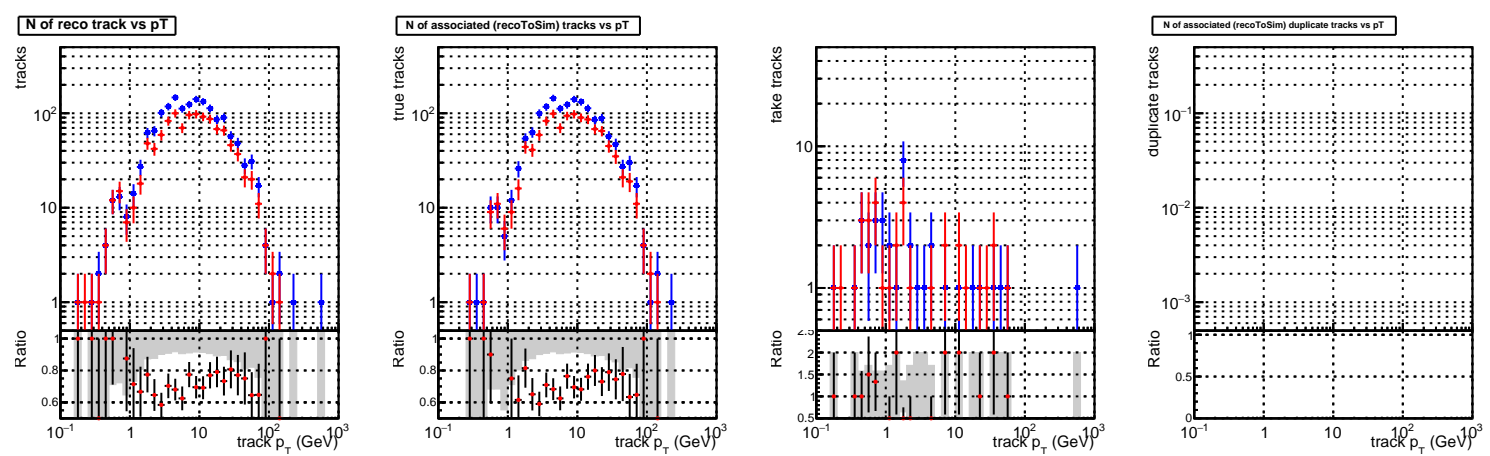 N of reco track vs pT
tracks
10²
10
1
Ratio
1
0.8
0.6
10⁻¹ 1 10 10² 10³
track p_T (GeV)
N of associated (recoToSim) tracks vs pT
true tracks
10²
10
1
Ratio
1
0.8
0.6
10⁻¹ 1 10 10² 10³
track p_T (GeV)
fake tracks
10
1
Ratio
2.5
2
1.5
1
0.5
10⁻¹ 1 10 10² 10³
track p_T (GeV)
N of associated (recoToSim) duplicate tracks vs pT
duplicate tracks
10⁻¹
10⁻²
10⁻³
Ratio
1
0.5
0
10⁻¹ 1 10 10² 10³
track p_T (GeV)